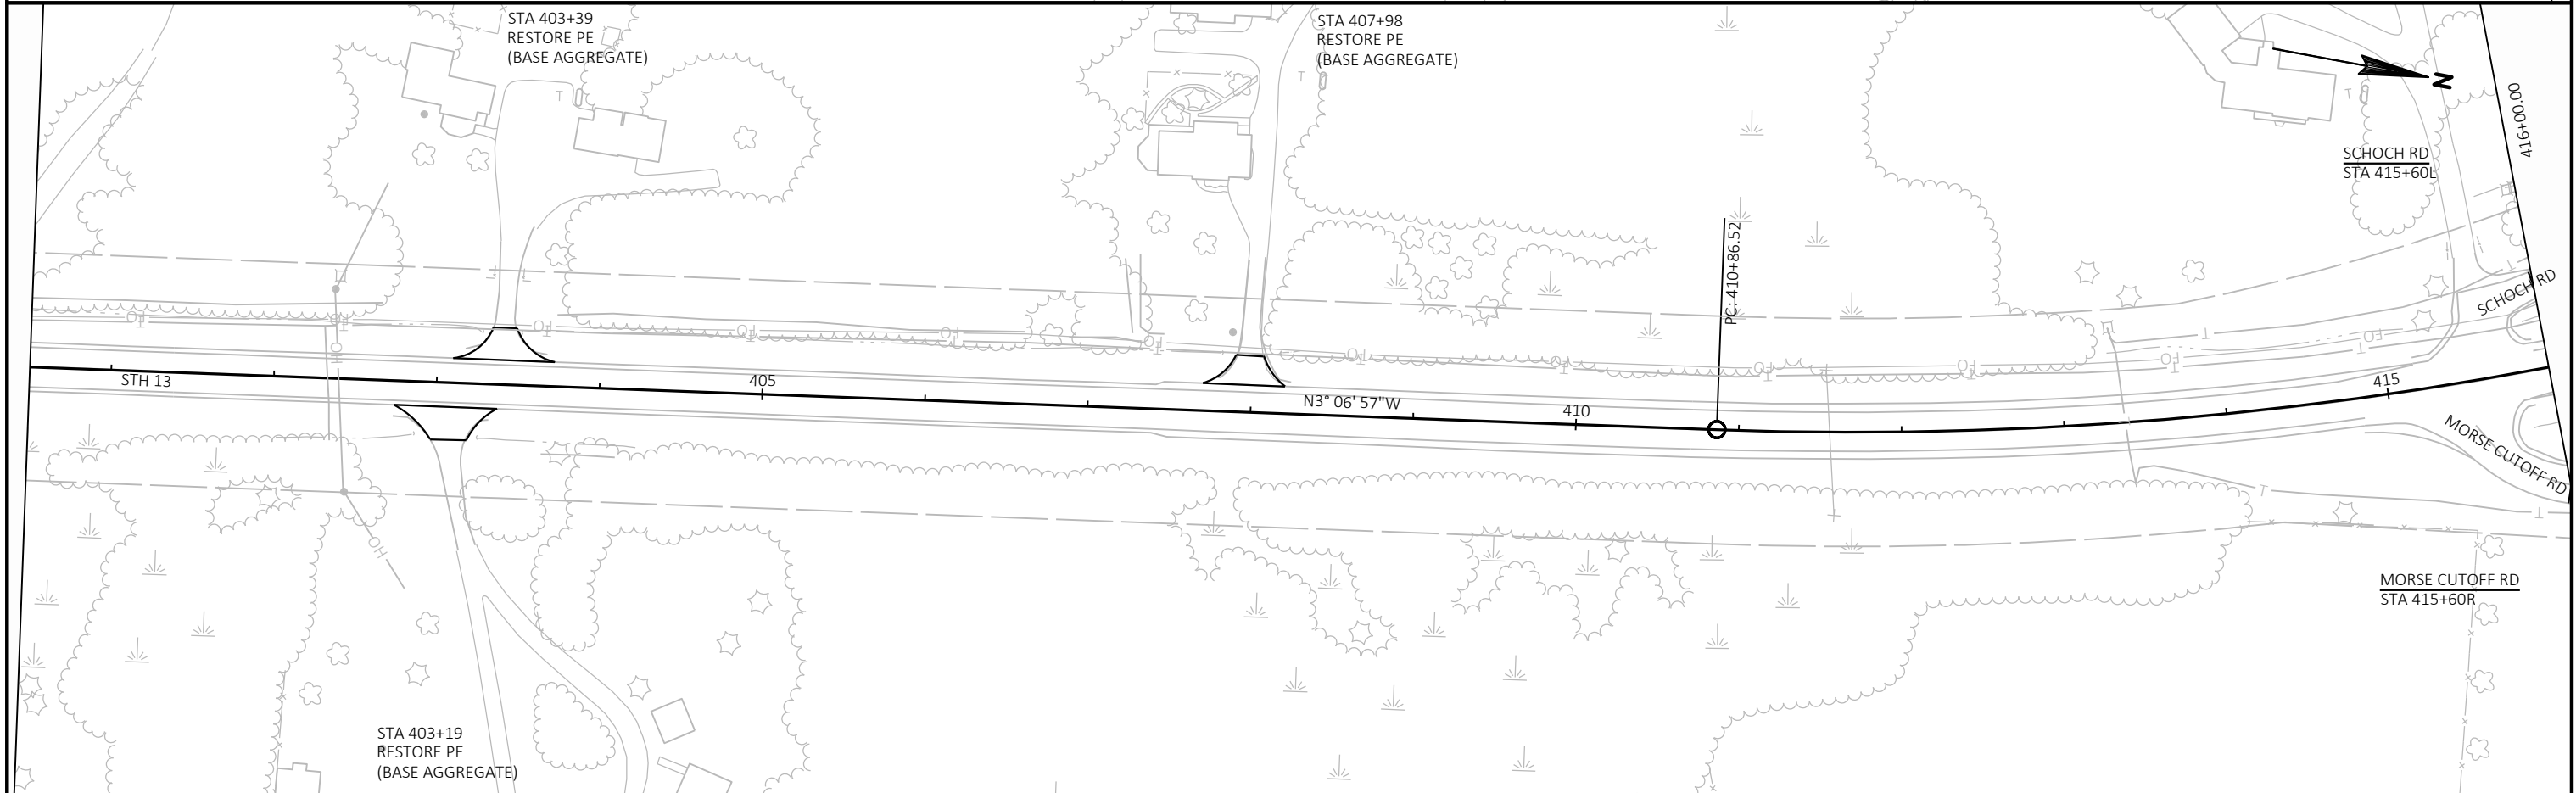 STA 403+39
RESTORE PE
(BASE AGGREGATE)
STA 407+98
RESTORE PE
(BASE AGGREGATE)
N
416+00.00
SCHOCH RD
STA 415+60L
PC: 410+86.52
SCHOCH RD
STH 13
405
N3° 06' 57"W
410
415
MORSE CUTOFF RD
MORSE CUTOFF RD
STA 415+60R
STA 403+19
RESTORE PE
(BASE AGGREGATE)